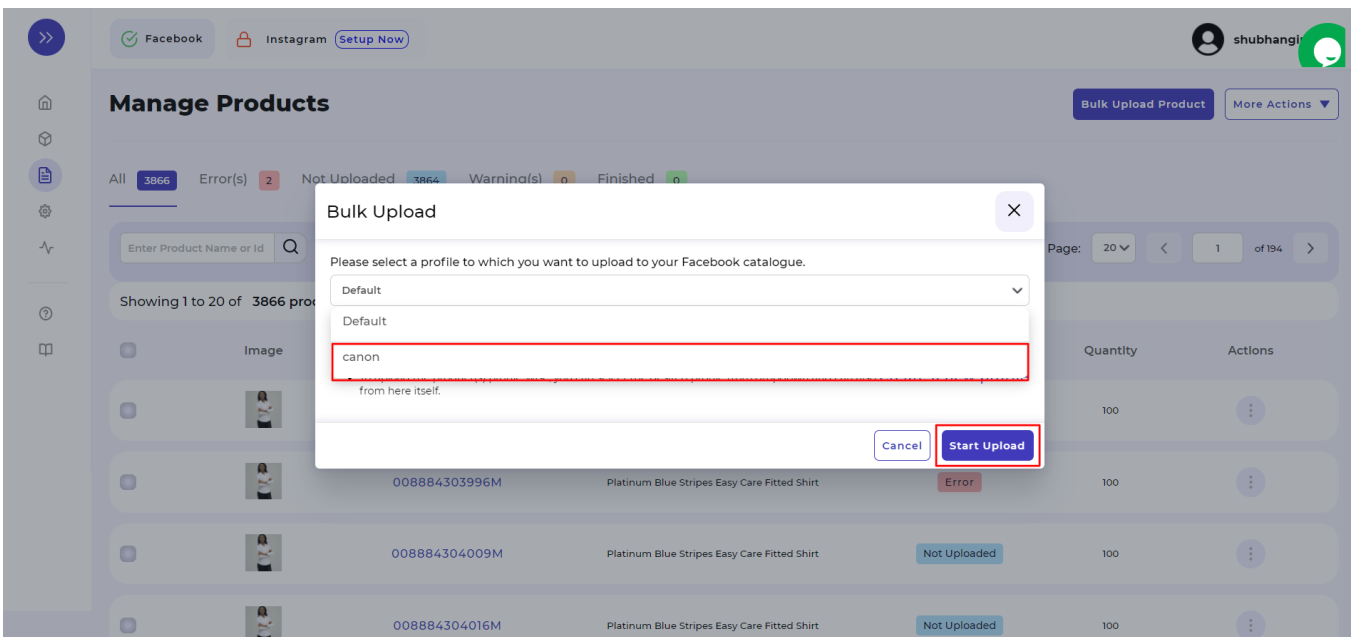 Facebook
Instagram Setup Now
Manage Products
Bulk Upload Product
More Actions
All 3866 Error(s) 2 Not Uploaded 3864 Warning(s) 0 Finished 0
Enter Product Name or Id
Page: 20 1 of 194
Showing 1 to 20 of 3866
Bulk Upload
Please select a profile to which you want to upload to your Facebook catalogue.
Default
Default
canon
from here itself.
Cancel Start Upload
Image Quantity Actions
100
008884303996M Platinum Blue Stripes Easy Care Fitted Shirt Error 100
008884304009M Platinum Blue Stripes Easy Care Fitted Shirt Not Uploaded 100
008884304016M Platinum Blue Stripes Easy Care Fitted Shirt Not Uploaded 100